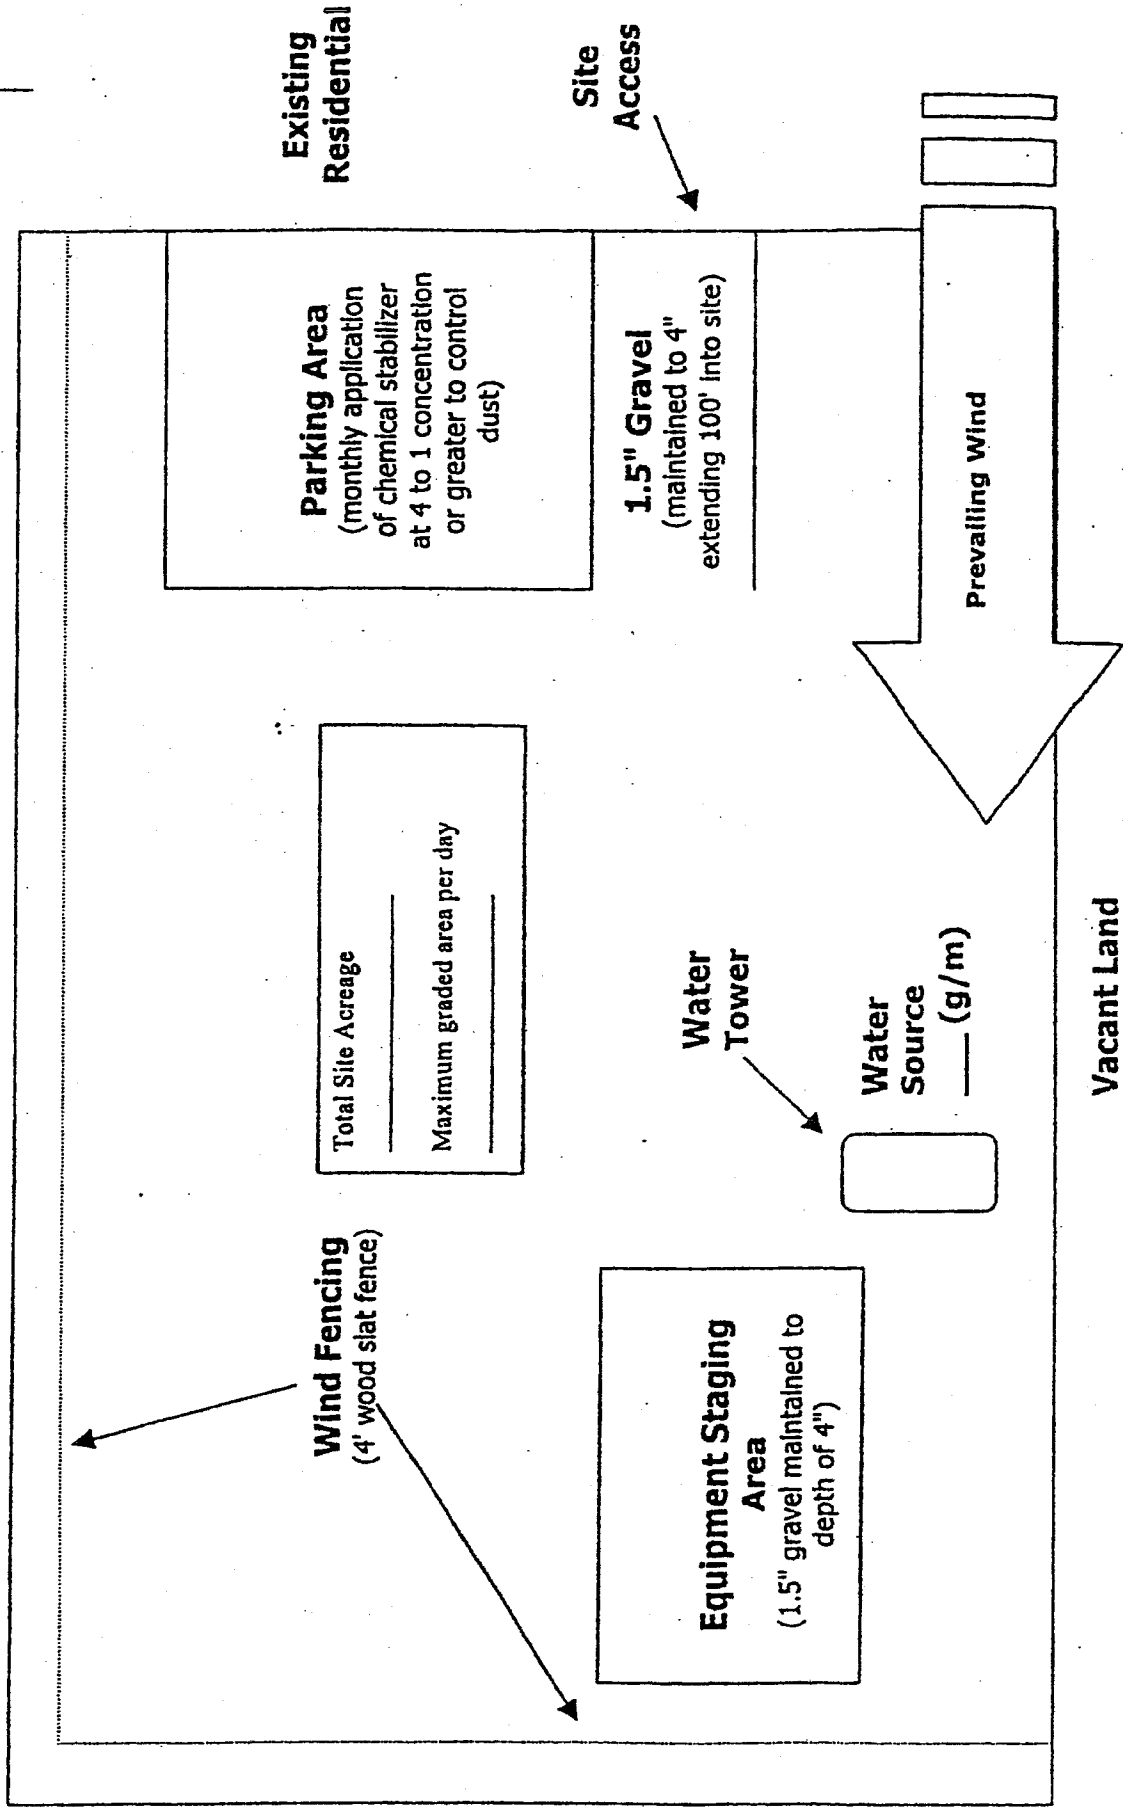 Wind Fencing
(4' wood slat fence)
Total Site Acreage
Maximum graded area per day
Parking Area
(monthly application
of chemical stabilizer
at 4 to 1 concentration
or greater to control
dust)
Existing
Residential
Site
Access
1.5" Gravel
(maintained to 4"
extending 100' into site)
Equipment Staging
Area
(1.5" gravel maintained to
depth of 4")
Water
Tower
Water
Source
___ (g/m)
Prevailing Wind
Vacant Land